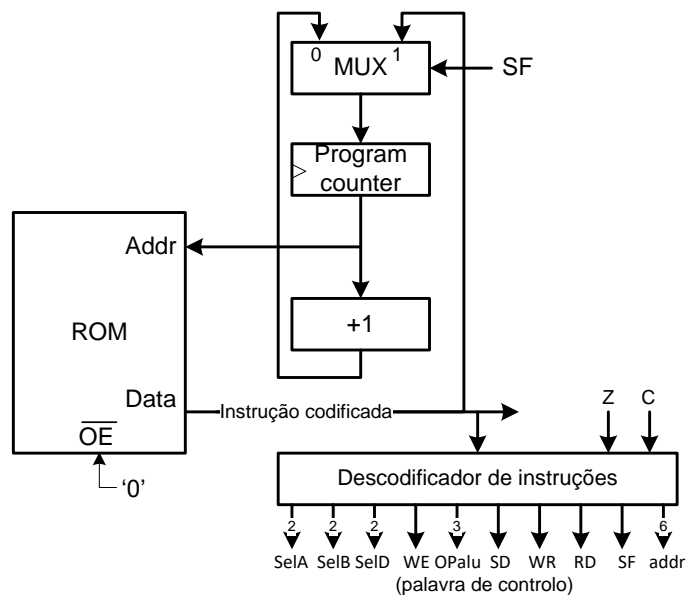 0
MUX
1
SF
Program
counter
Addr
ROM
+1
Data
Instrução codificada
Z
C
OE
'0'
Descodificador de instruções
2 2 2 3 6
SelA SelB SelD WE OPalu SD WR RD SF addr
(palavra de controlo)